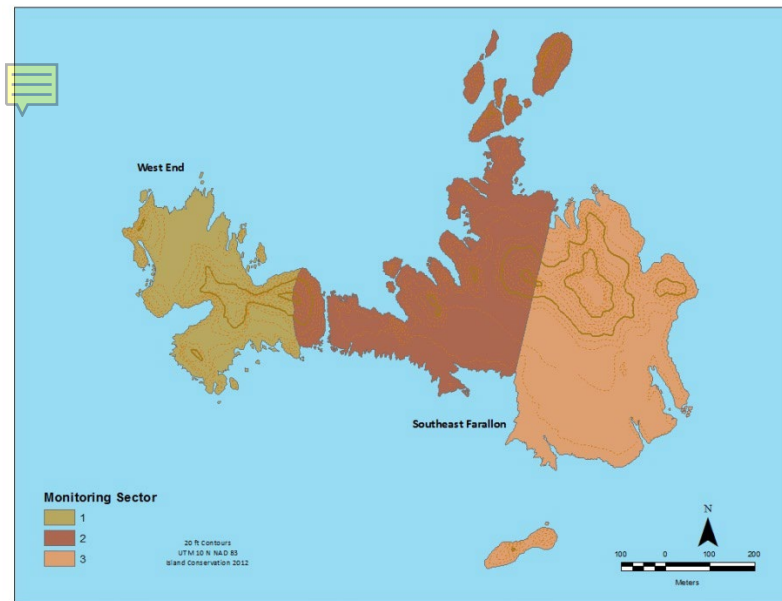 West End
Southeast Farallon
Monitoring Sector
1
2
3
20 ft Contours
UTM 10 N NAD 83
Island Conservation 2012
N
100 0 100 200
Meters